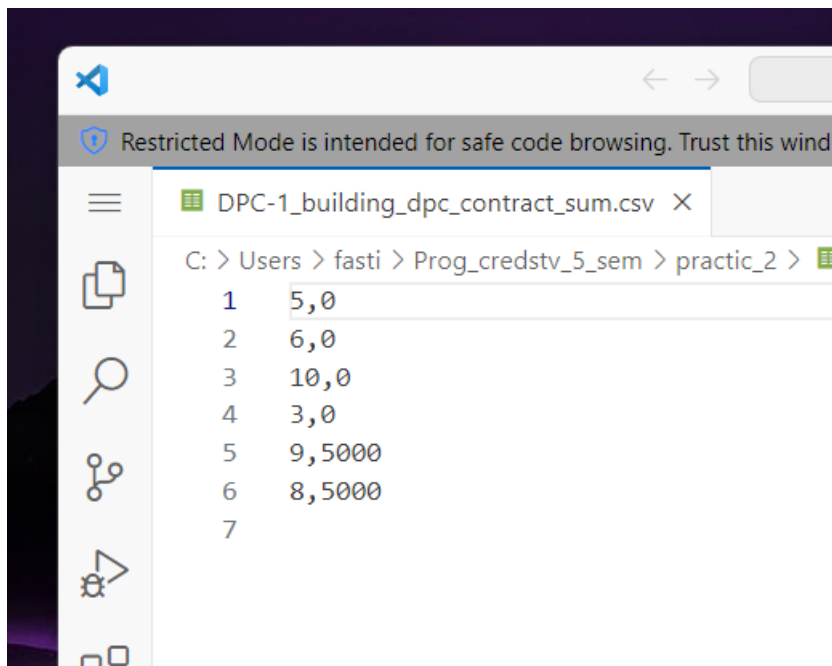 Restricted Mode is intended for safe code browsing. Trust this wind
DPC-1_building_dpc_contract_sum.csv
C: > Users > fasti > Prog_credstv_5_sem > practic_2 >
1 5,0
2 6,0
3 10,0
4 3,0
5 9,5000
6 8,5000
7